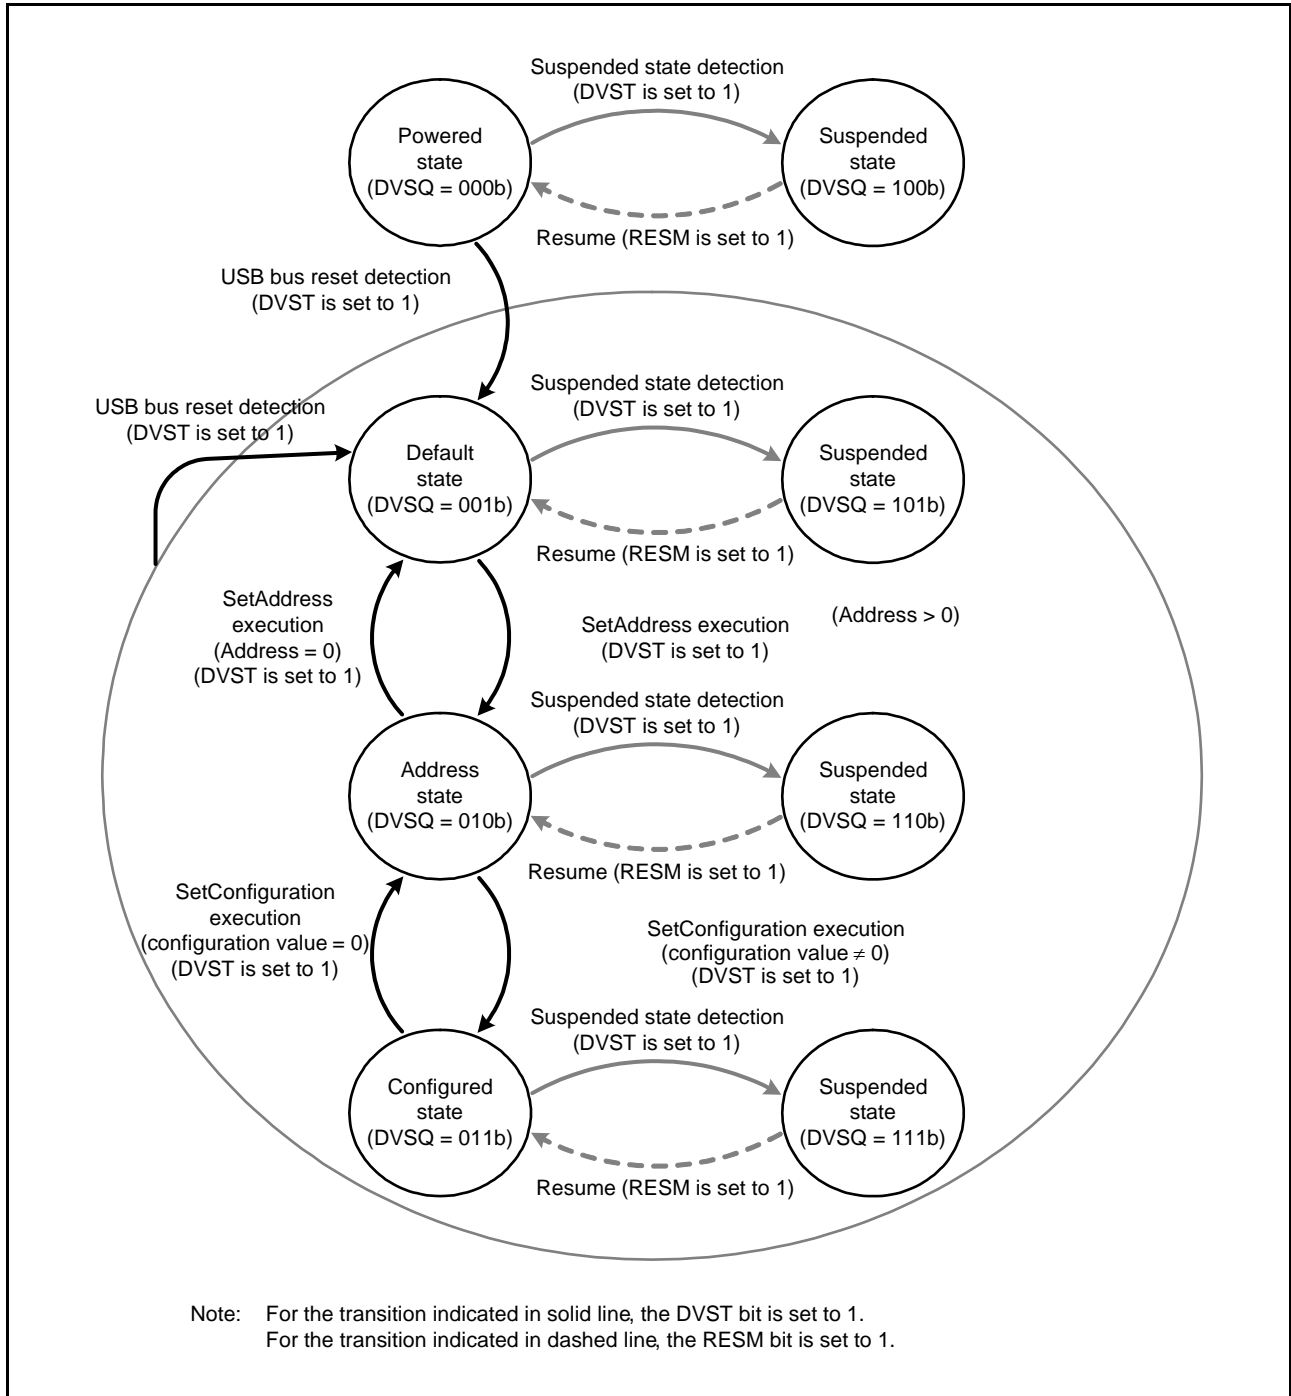 Suspended state detection
(DVST is set to 1)
Powered
state
(DVSQ = 000b)
Suspended
state
(DVSQ = 100b)
Resume (RESM is set to 1)
USB bus reset detection
(DVST is set to 1)
Suspended state detection
(DVST is set to 1)
USB bus reset detection
(DVST is set to 1)
Default
state
(DVSQ = 001b)
Suspended
state
(DVSQ = 101b)
Resume (RESM is set to 1)
SetAddress
execution
(Address = 0)
(DVST is set to 1)
SetAddress execution
(DVST is set to 1)
(Address > 0)
Suspended state detection
(DVST is set to 1)
Address
state
(DVSQ = 010b)
Suspended
state
(DVSQ = 110b)
Resume (RESM is set to 1)
SetConfiguration
execution
(configuration value = 0)
(DVST is set to 1)
SetConfiguration execution
(configuration value ≠ 0)
(DVST is set to 1)
Suspended state detection
(DVST is set to 1)
Configured
state
(DVSQ = 011b)
Suspended
state
(DVSQ = 111b)
Resume (RESM is set to 1)
Note: For the transition indicated in solid line, the DVST bit is set to 1.
For the transition indicated in dashed line, the RESM bit is set to 1.